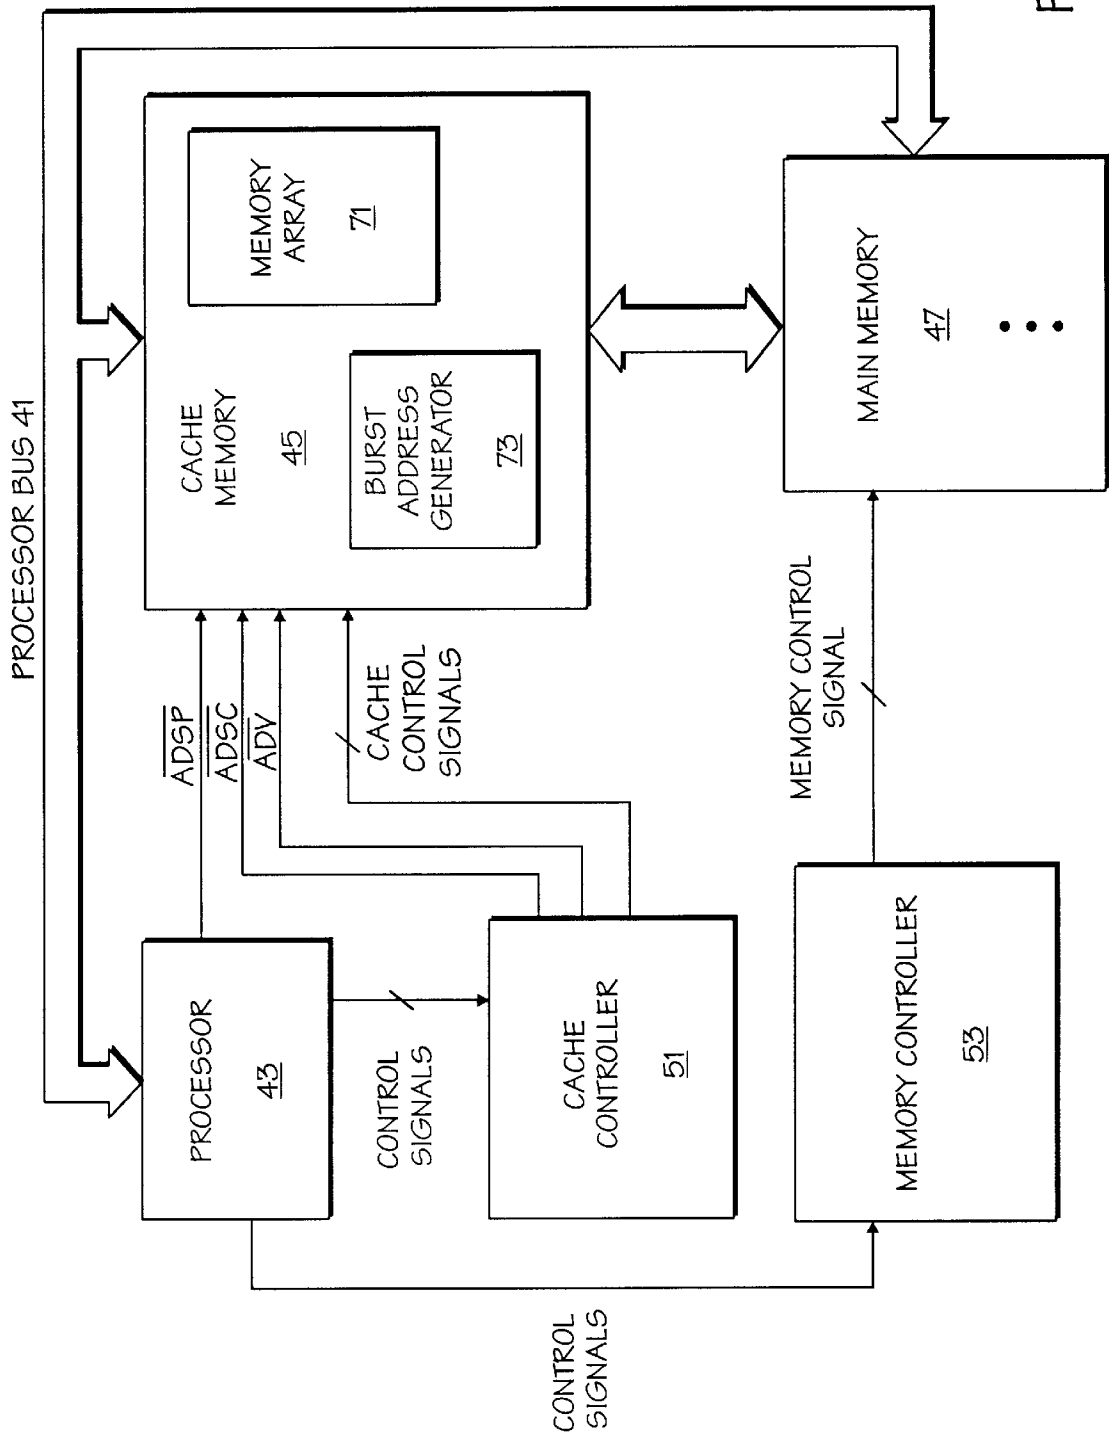 PROCESSOR BUS 41
PROCESSOR
43
ADSP
ADSC
ADV
CACHE
MEMORY
45
MEMORY
ARRAY
71
BURST
ADDRESS
GENERATOR
73
CONTROL
SIGNALS
CACHE
CONTROL
SIGNALS
CACHE
CONTROLLER
51
CONTROL
SIGNALS
MEMORY CONTROLLER
53
MEMORY CONTROL
SIGNAL
MAIN MEMORY
47